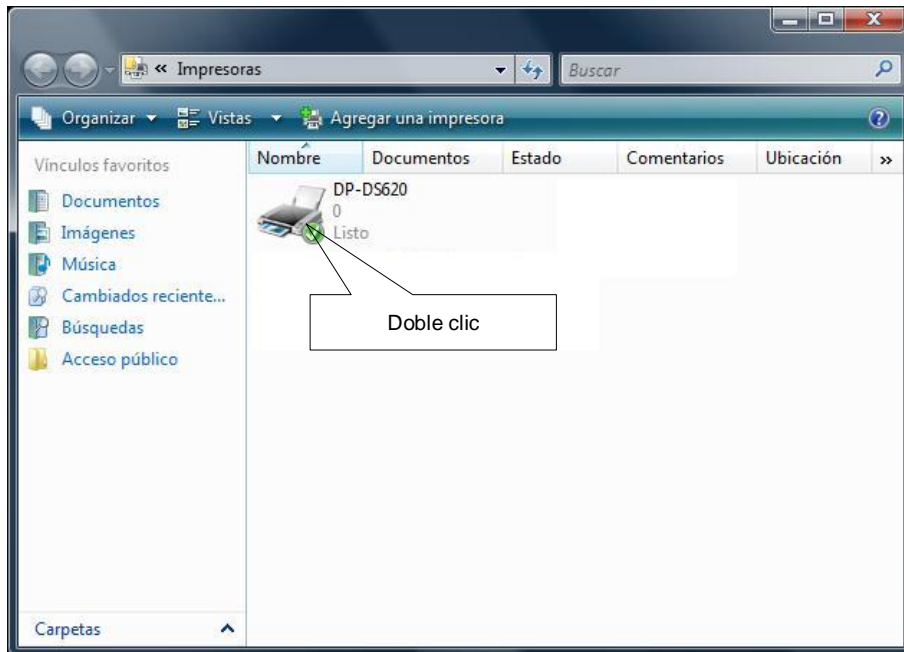 « Impresoras
Buscar
Organizar Vistas Agregar una impresora
Vínculos favoritos
Documentos
Imágenes
Música
Cambiados reciente...
Búsquedas
Acceso público
Carpetas
Nombre Documentos Estado Comentarios Ubicación »
DP-DS620
0
Listo
Doble clic